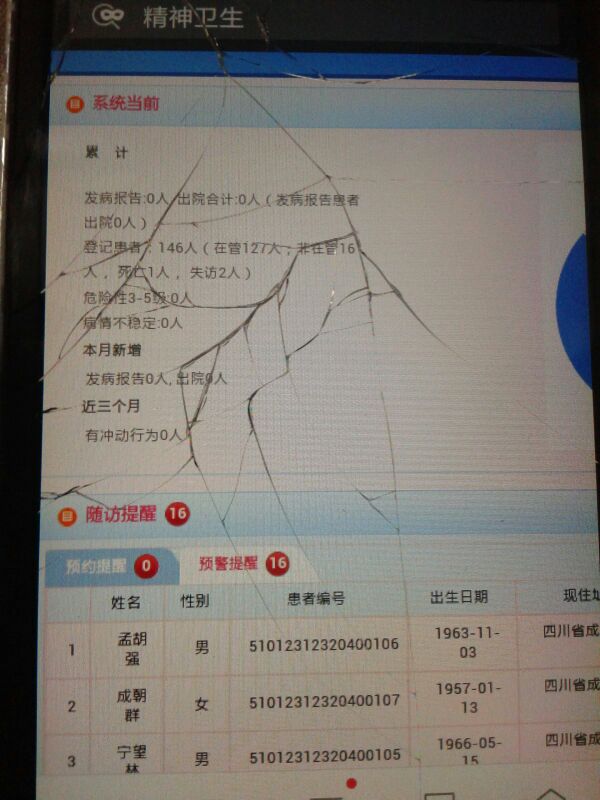 精神卫生
系统当前
累 计
发病报告:0人,出院合计:0人（发病报告患者
出院0人）
登记患者：146人（在管127人，非在管16
人，死亡1人，失访2人）
危险性3-5级:0人
病情不稳定:0人
本月新增
发病报告0人,出院0人
近三个月
有冲动行为0人
随访提醒 16
预约提醒 0 预警提醒 16
姓名 性别 患者编号 出生日期 现住
1 孟胡强 男 51012312320400106 1963-11-03 四川省成
2 成朝群 女 51012312320400107 1957-01-13 四川省成
3 宁望林 男 51012312320400105 1966-05-15 四川省成